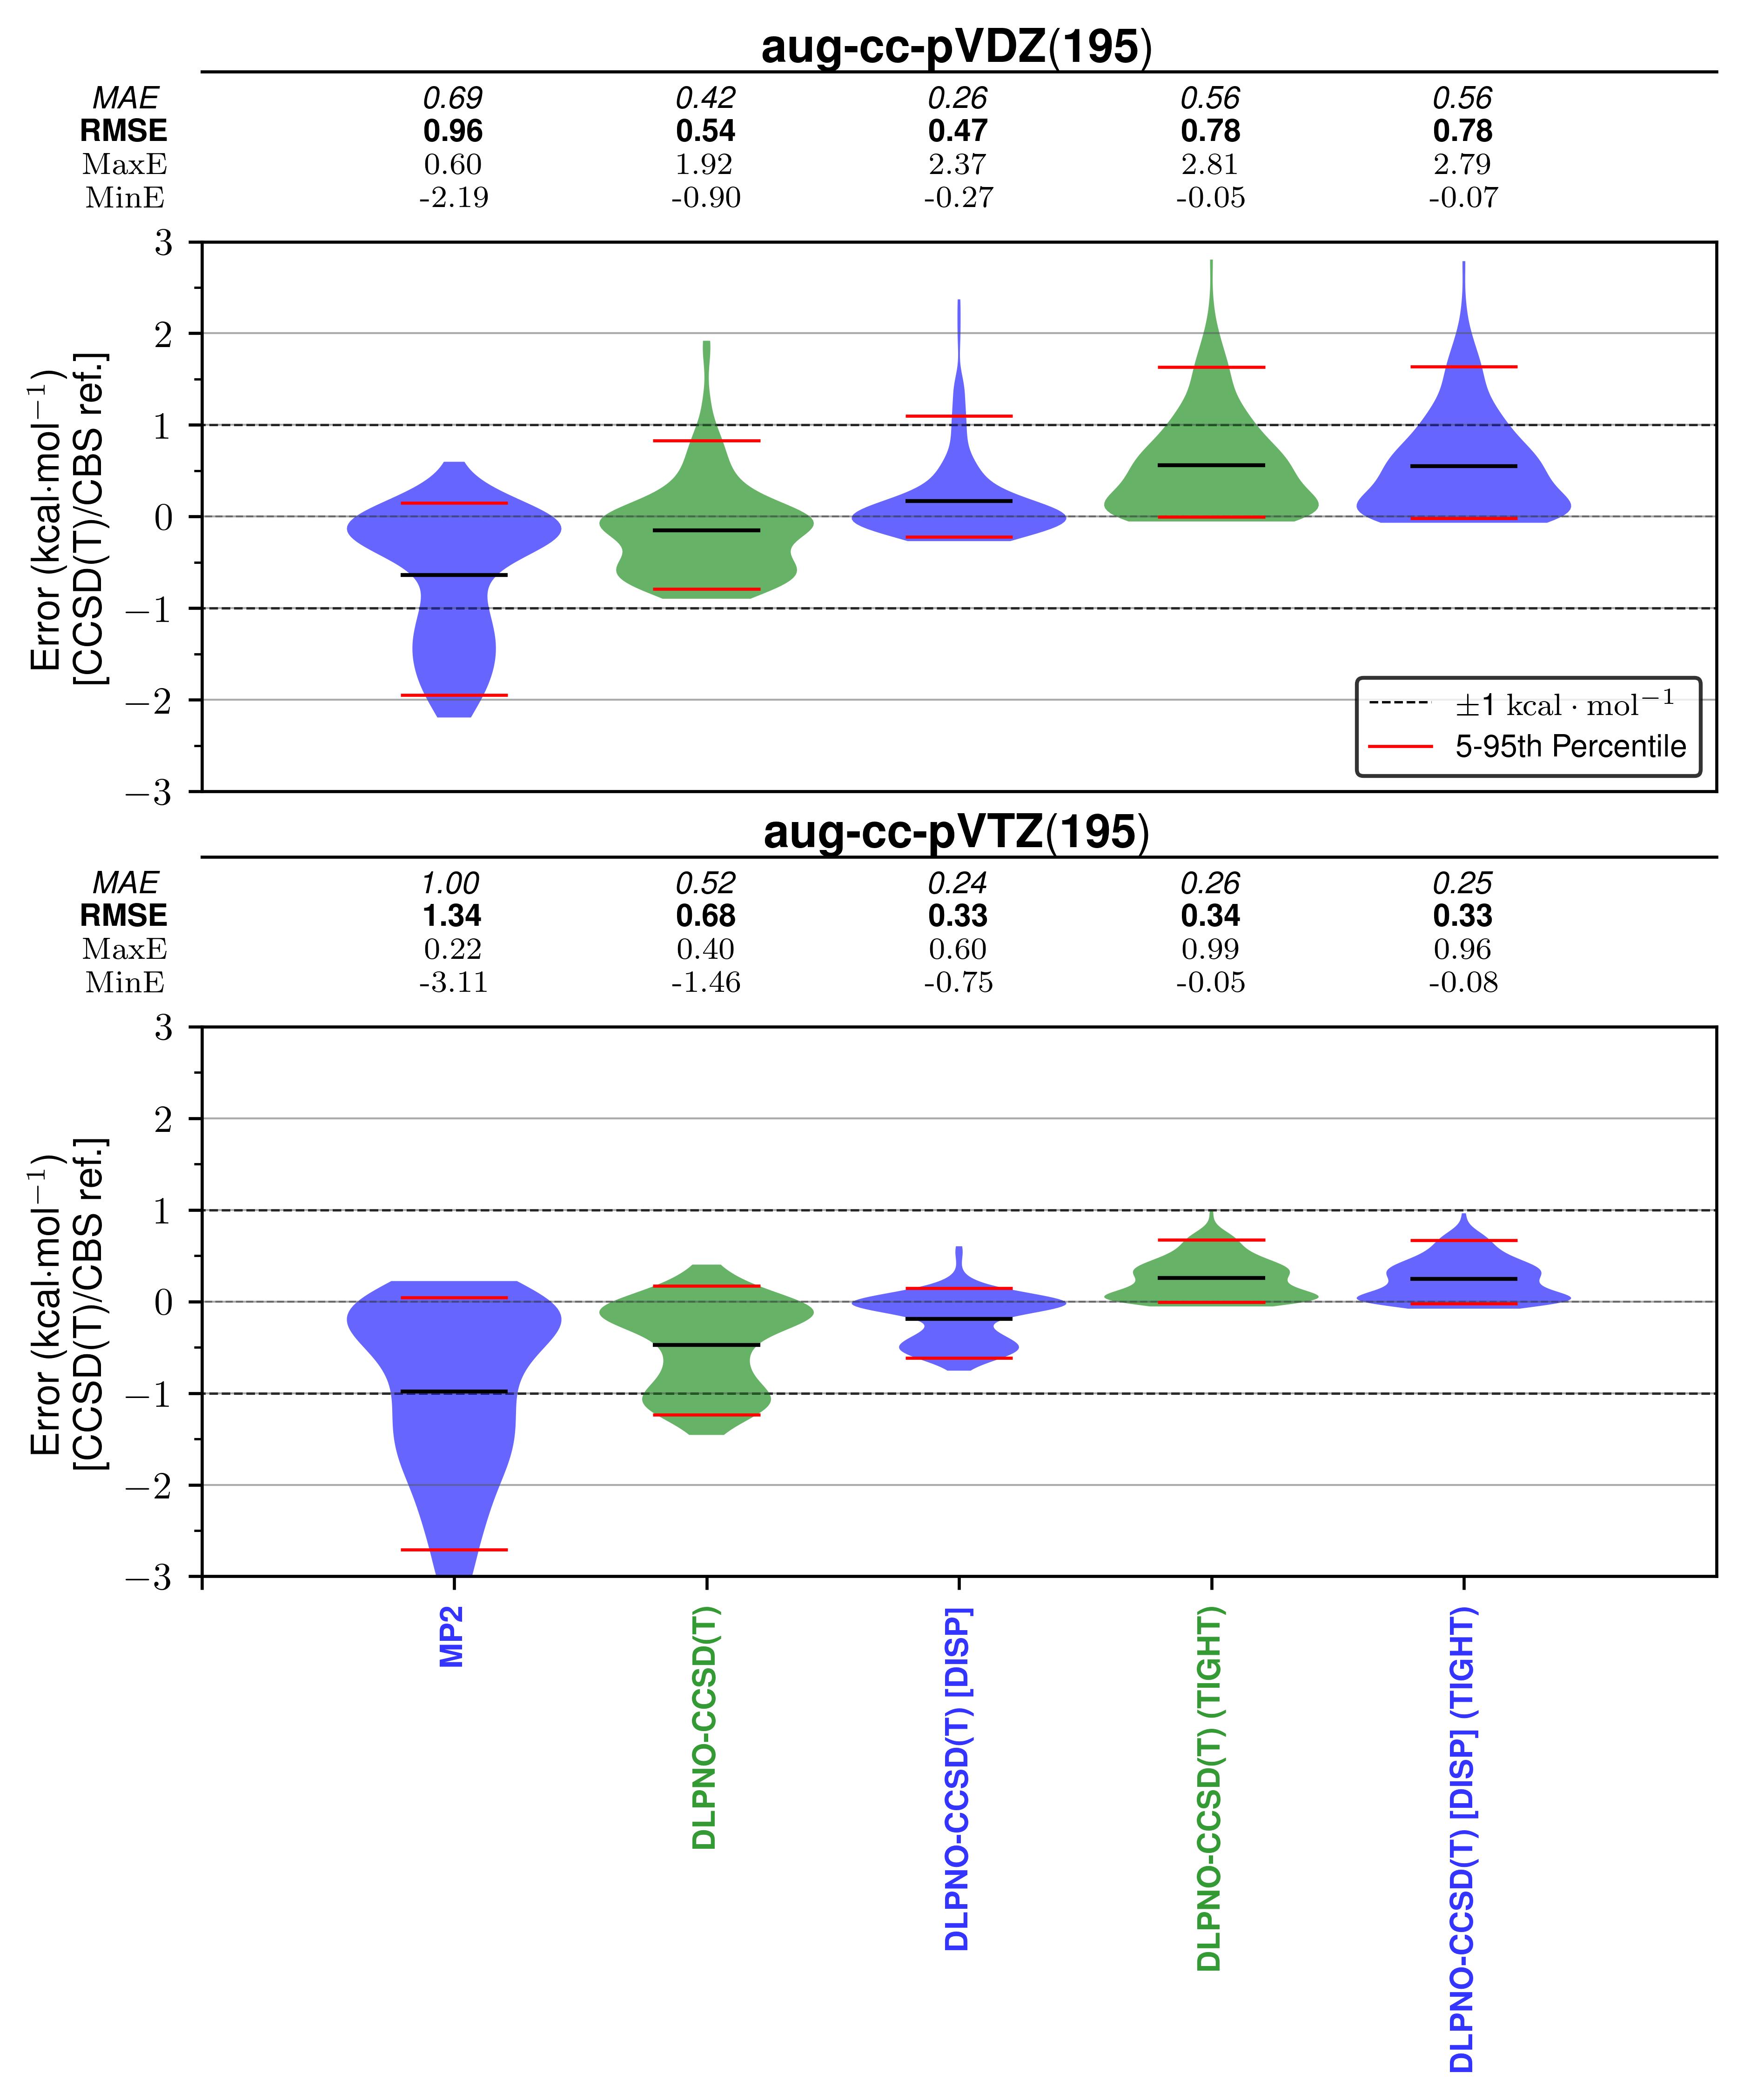 aug-cc-pVDZ(195)
MAE 0.69 0.42 0.26 0.56 0.56
RMSE 0.96 0.54 0.47 0.78 0.78
MaxE 0.60 1.92 2.37 2.81 2.79
MinE -2.19 -0.90 -0.27 -0.05 -0.07
3
2
1
0
−1
−2
−3
Error (kcal·mol⁻¹)
[CCSD(T)/CBS ref.]
±1 kcal · mol⁻¹
5-95th Percentile
aug-cc-pVTZ(195)
MAE 1.00 0.52 0.24 0.26 0.25
RMSE 1.34 0.68 0.33 0.34 0.33
MaxE 0.22 0.40 0.60 0.99 0.96
MinE -3.11 -1.46 -0.75 -0.05 -0.08
3
2
1
0
−1
−2
−3
Error (kcal·mol⁻¹)
[CCSD(T)/CBS ref.]
MP2
DLPNO-CCSD(T)
DLPNO-CCSD(T) [DISP]
DLPNO-CCSD(T) (TIGHT)
DLPNO-CCSD(T) [DISP] (TIGHT)